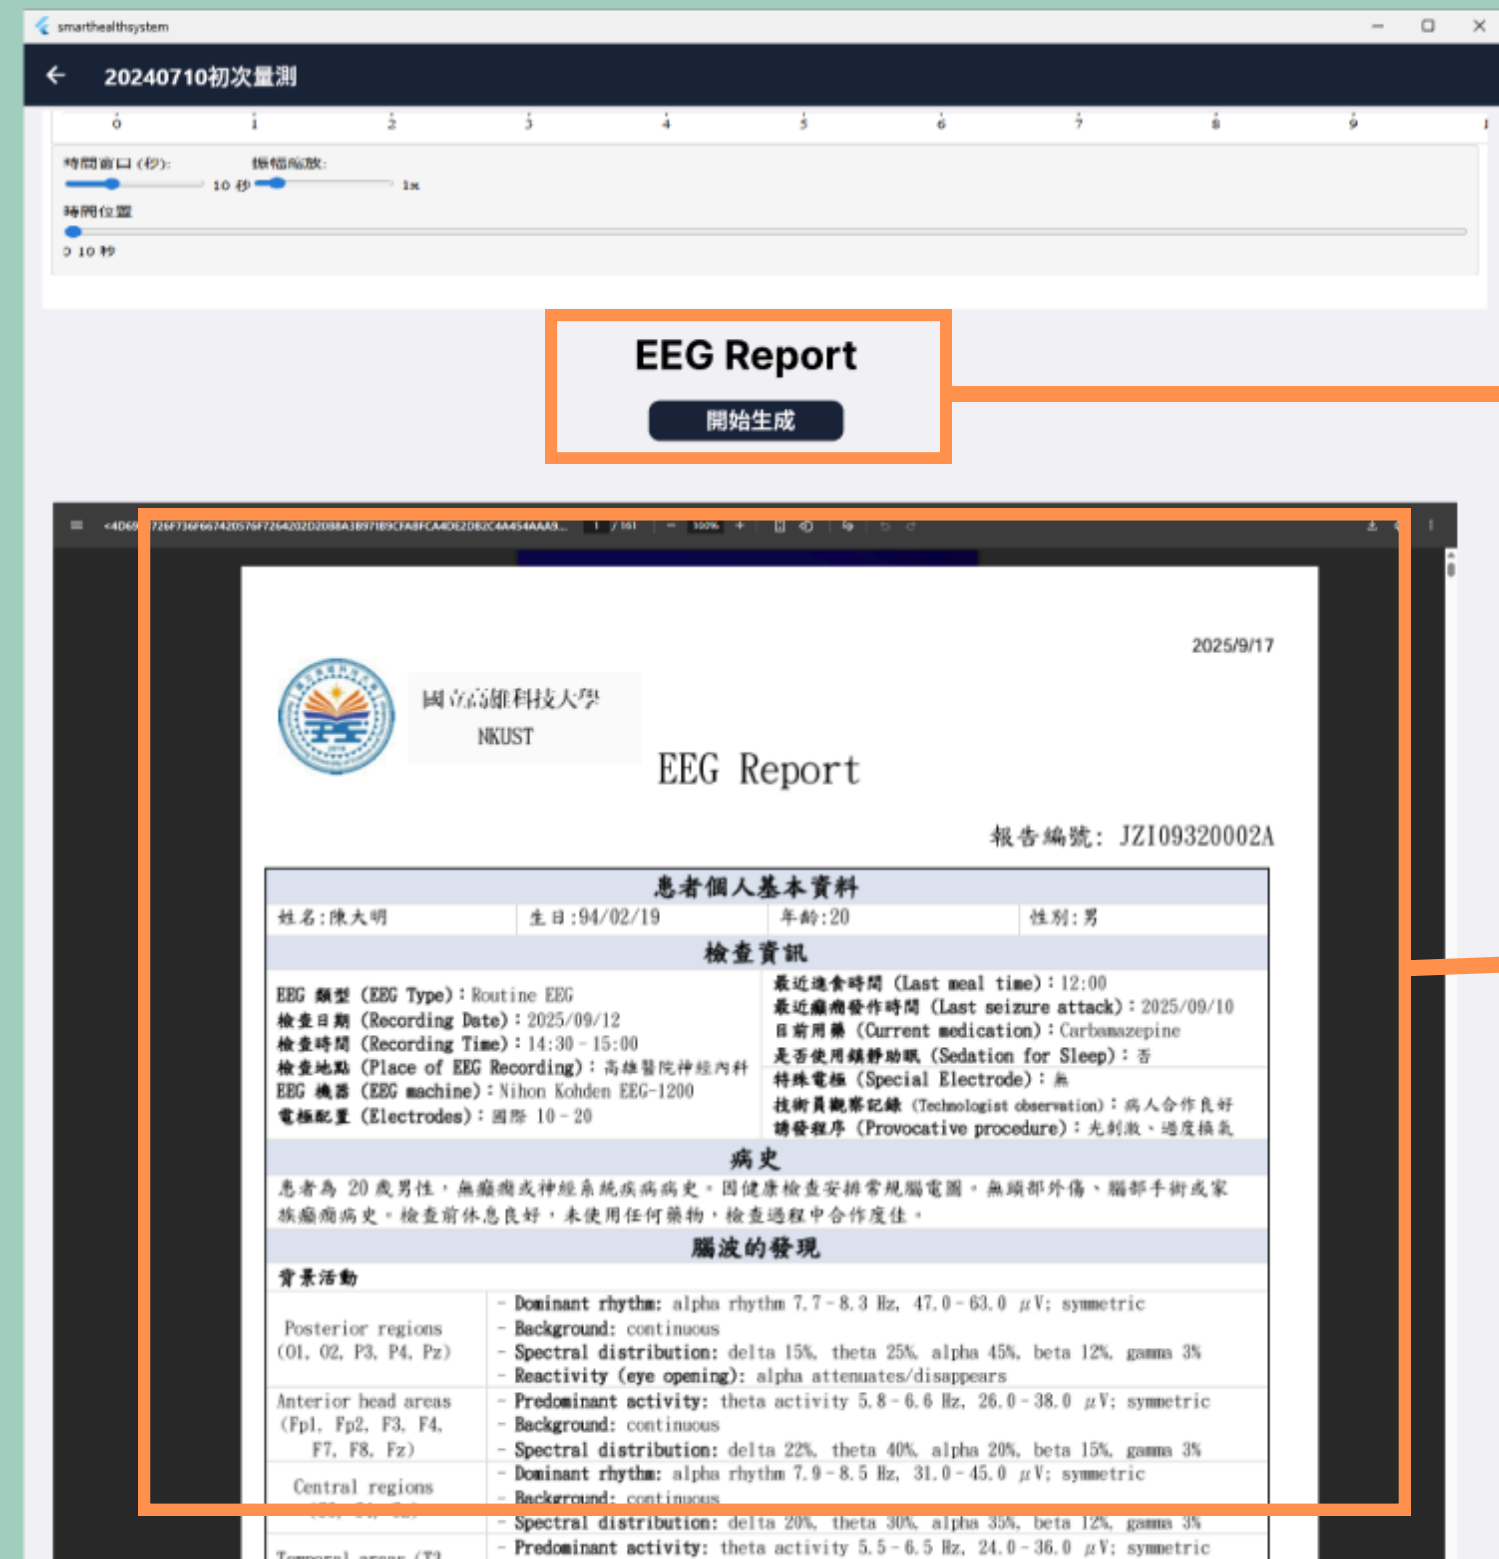 smarthealthsystem
20240710初次量測
0 1 2 3 4 5 6 7 8 9 1
時間窗口 (秒): 振幅縮放:
10 秒 1x
時間位置
0 10 秒
EEG Report
開始生成
1 / 161 100%
2025/9/17
國立高雄科技大學
NKUST
EEG Report
報告編號: JZI09320002A
患者個人基本資料
姓名:陳大明 生日:94/02/19 年齡:20 性別:男
檢查資訊
EEG 類型 (EEG Type)：Routine EEG
檢查日期 (Recording Date)：2025/09/12
檢查時間 (Recording Time)：14:30-15:00
檢查地點 (Place of EEG Recording)：高雄醫院神經內科
EEG 機器 (EEG machine)：Nihon Kohden EEG-1200
電極配置 (Electrodes)：國際 10-20
最近進食時間 (Last meal time)：12:00
最近癲癇發作時間 (Last seizure attack)：2025/09/10
目前用藥 (Current medication)：Carbamazepine
是否使用鎮靜助眠 (Sedation for Sleep)：否
特殊電極 (Special Electrode)：無
技術員觀察記錄 (Technologist observation)：病人合作良好
誘發程序 (Provocative procedure)：光刺激、過度換氣
病史
患者為 20 歲男性，無癲癇或神經系統疾病病史。因健康檢查安排常規腦電圖。無頭部外傷、腦部手術或家
族癲癇病史。檢查前休息良好，未使用任何藥物，檢查過程中合作度佳。
腦波的發現
背景活動
Posterior regions
(O1, O2, P3, P4, Pz)
- Dominant rhythm: alpha rhythm 7.7-8.3 Hz, 47.0-63.0 μV; symmetric
- Background: continuous
- Spectral distribution: delta 15%, theta 25%, alpha 45%, beta 12%, gamma 3%
- Reactivity (eye opening): alpha attenuates/disappears
Anterior head areas
(Fp1, Fp2, F3, F4,
F7, F8, Fz)
- Predominant activity: theta activity 5.8-6.6 Hz, 26.0-38.0 μV; symmetric
- Background: continuous
- Spectral distribution: delta 22%, theta 40%, alpha 20%, beta 15%, gamma 3%
Central regions
- Dominant rhythm: alpha rhythm 7.9-8.5 Hz, 31.0-45.0 μV; symmetric
- Background: continuous
- Spectral distribution: delta 20%, theta 30%, alpha 35%, beta 12%, gamma 3%
Temporal areas (T3,
- Predominant activity: theta activity 5.5-6.5 Hz, 24.0-36.0 μV; symmetric